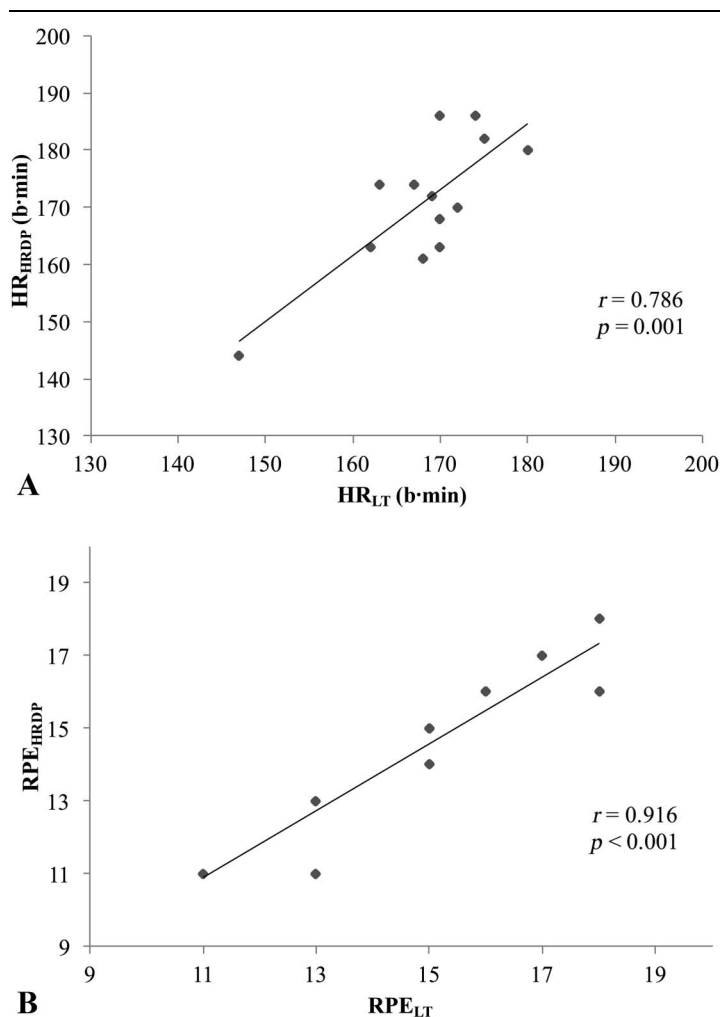 200
190
180
170
160
150
140
130
HR_HRDP (b·min)
r = 0.786
p = 0.001
130 140 150 160 170 180 190 200
A
HR_LT (b·min)
19
17
15
13
11
9
RPE_HRDP
r = 0.916
p < 0.001
9 11 13 15 17 19
B
RPE_LT